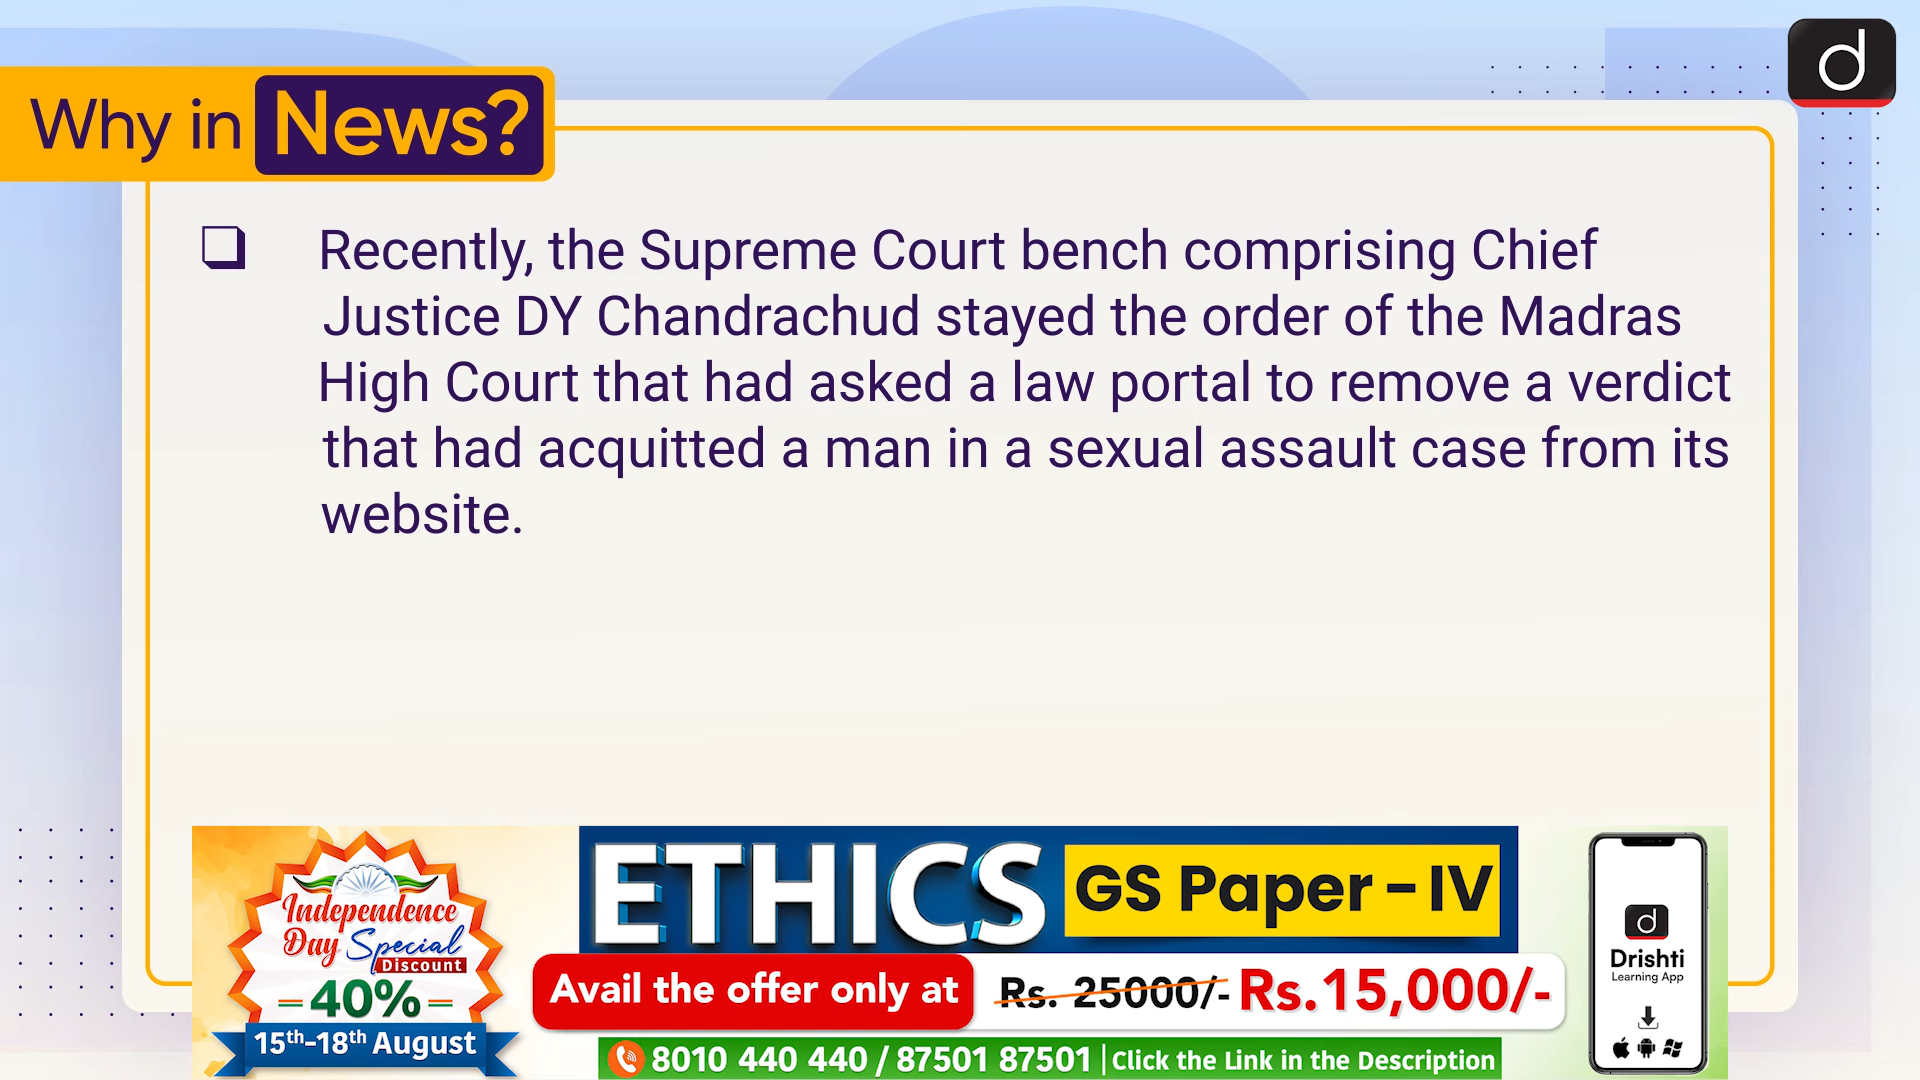 Why in News?
❑ Recently, the Supreme Court bench comprising Chief
Justice DY Chandrachud stayed the order of the Madras
High Court that had asked a law portal to remove a verdict
that had acquitted a man in a sexual assault case from its
website.
Independence
Day Special
Discount
40%
15th-18th August
ETHICS
GS Paper - IV
Avail the offer only at Rs. 25000/- Rs.15,000/-
8010 440 440 / 87501 87501 | Click the Link in the Description
d
Drishti
Learning App